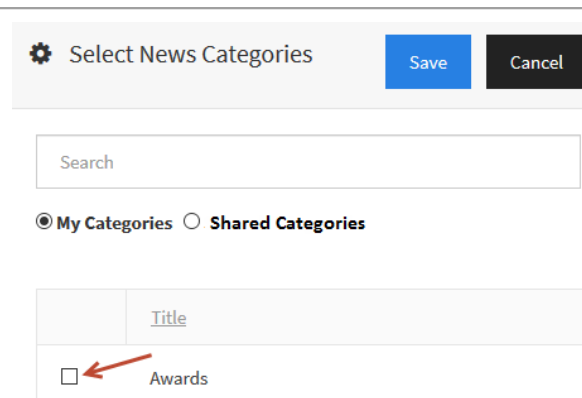 Select News Categories Save Cancel
Search
My Categories Shared Categories
Title
Awards